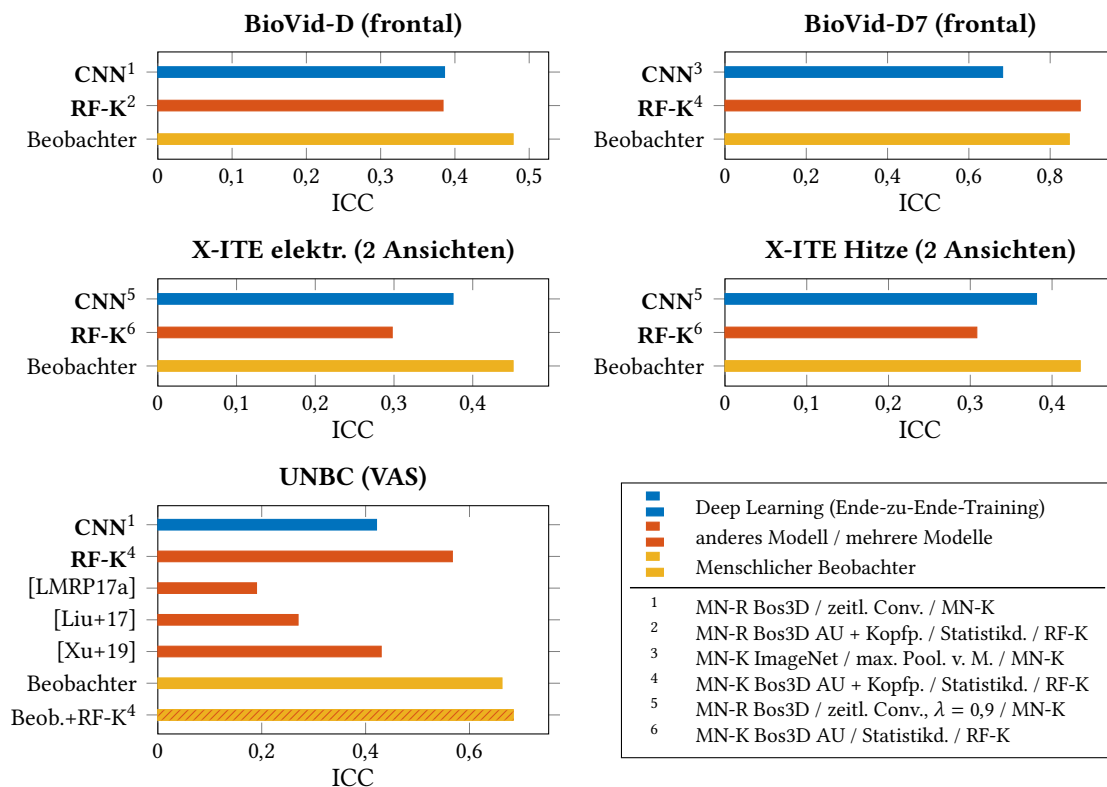 BioVid-D (frontal)
CNN¹
RF-K²
Beobachter
0 0,1 0,2 0,3 0,4 0,5
ICC
BioVid-D7 (frontal)
CNN³
RF-K⁴
Beobachter
0 0,2 0,4 0,6 0,8
ICC
X-ITE elektr. (2 Ansichten)
CNN⁵
RF-K⁶
Beobachter
0 0,1 0,2 0,3 0,4
ICC
X-ITE Hitze (2 Ansichten)
CNN⁵
RF-K⁶
Beobachter
0 0,1 0,2 0,3 0,4
ICC
UNBC (VAS)
CNN¹
RF-K⁴
[LMRP17a]
[Liu+17]
[Xu+19]
Beobachter
Beob.+RF-K⁴
0 0,2 0,4 0,6
ICC
Deep Learning (Ende-zu-Ende-Training)
anderes Modell / mehrere Modelle
Menschlicher Beobachter
¹ MN-R Bos3D / zeitl. Conv. / MN-K
² MN-R Bos3D AU + Kopfp. / Statistikd. / RF-K
³ MN-K ImageNet / max. Pool. v. M. / MN-K
⁴ MN-K Bos3D AU + Kopfp. / Statistikd. / RF-K
⁵ MN-R Bos3D / zeitl. Conv., λ = 0,9 / MN-K
⁶ MN-K Bos3D AU / Statistikd. / RF-K